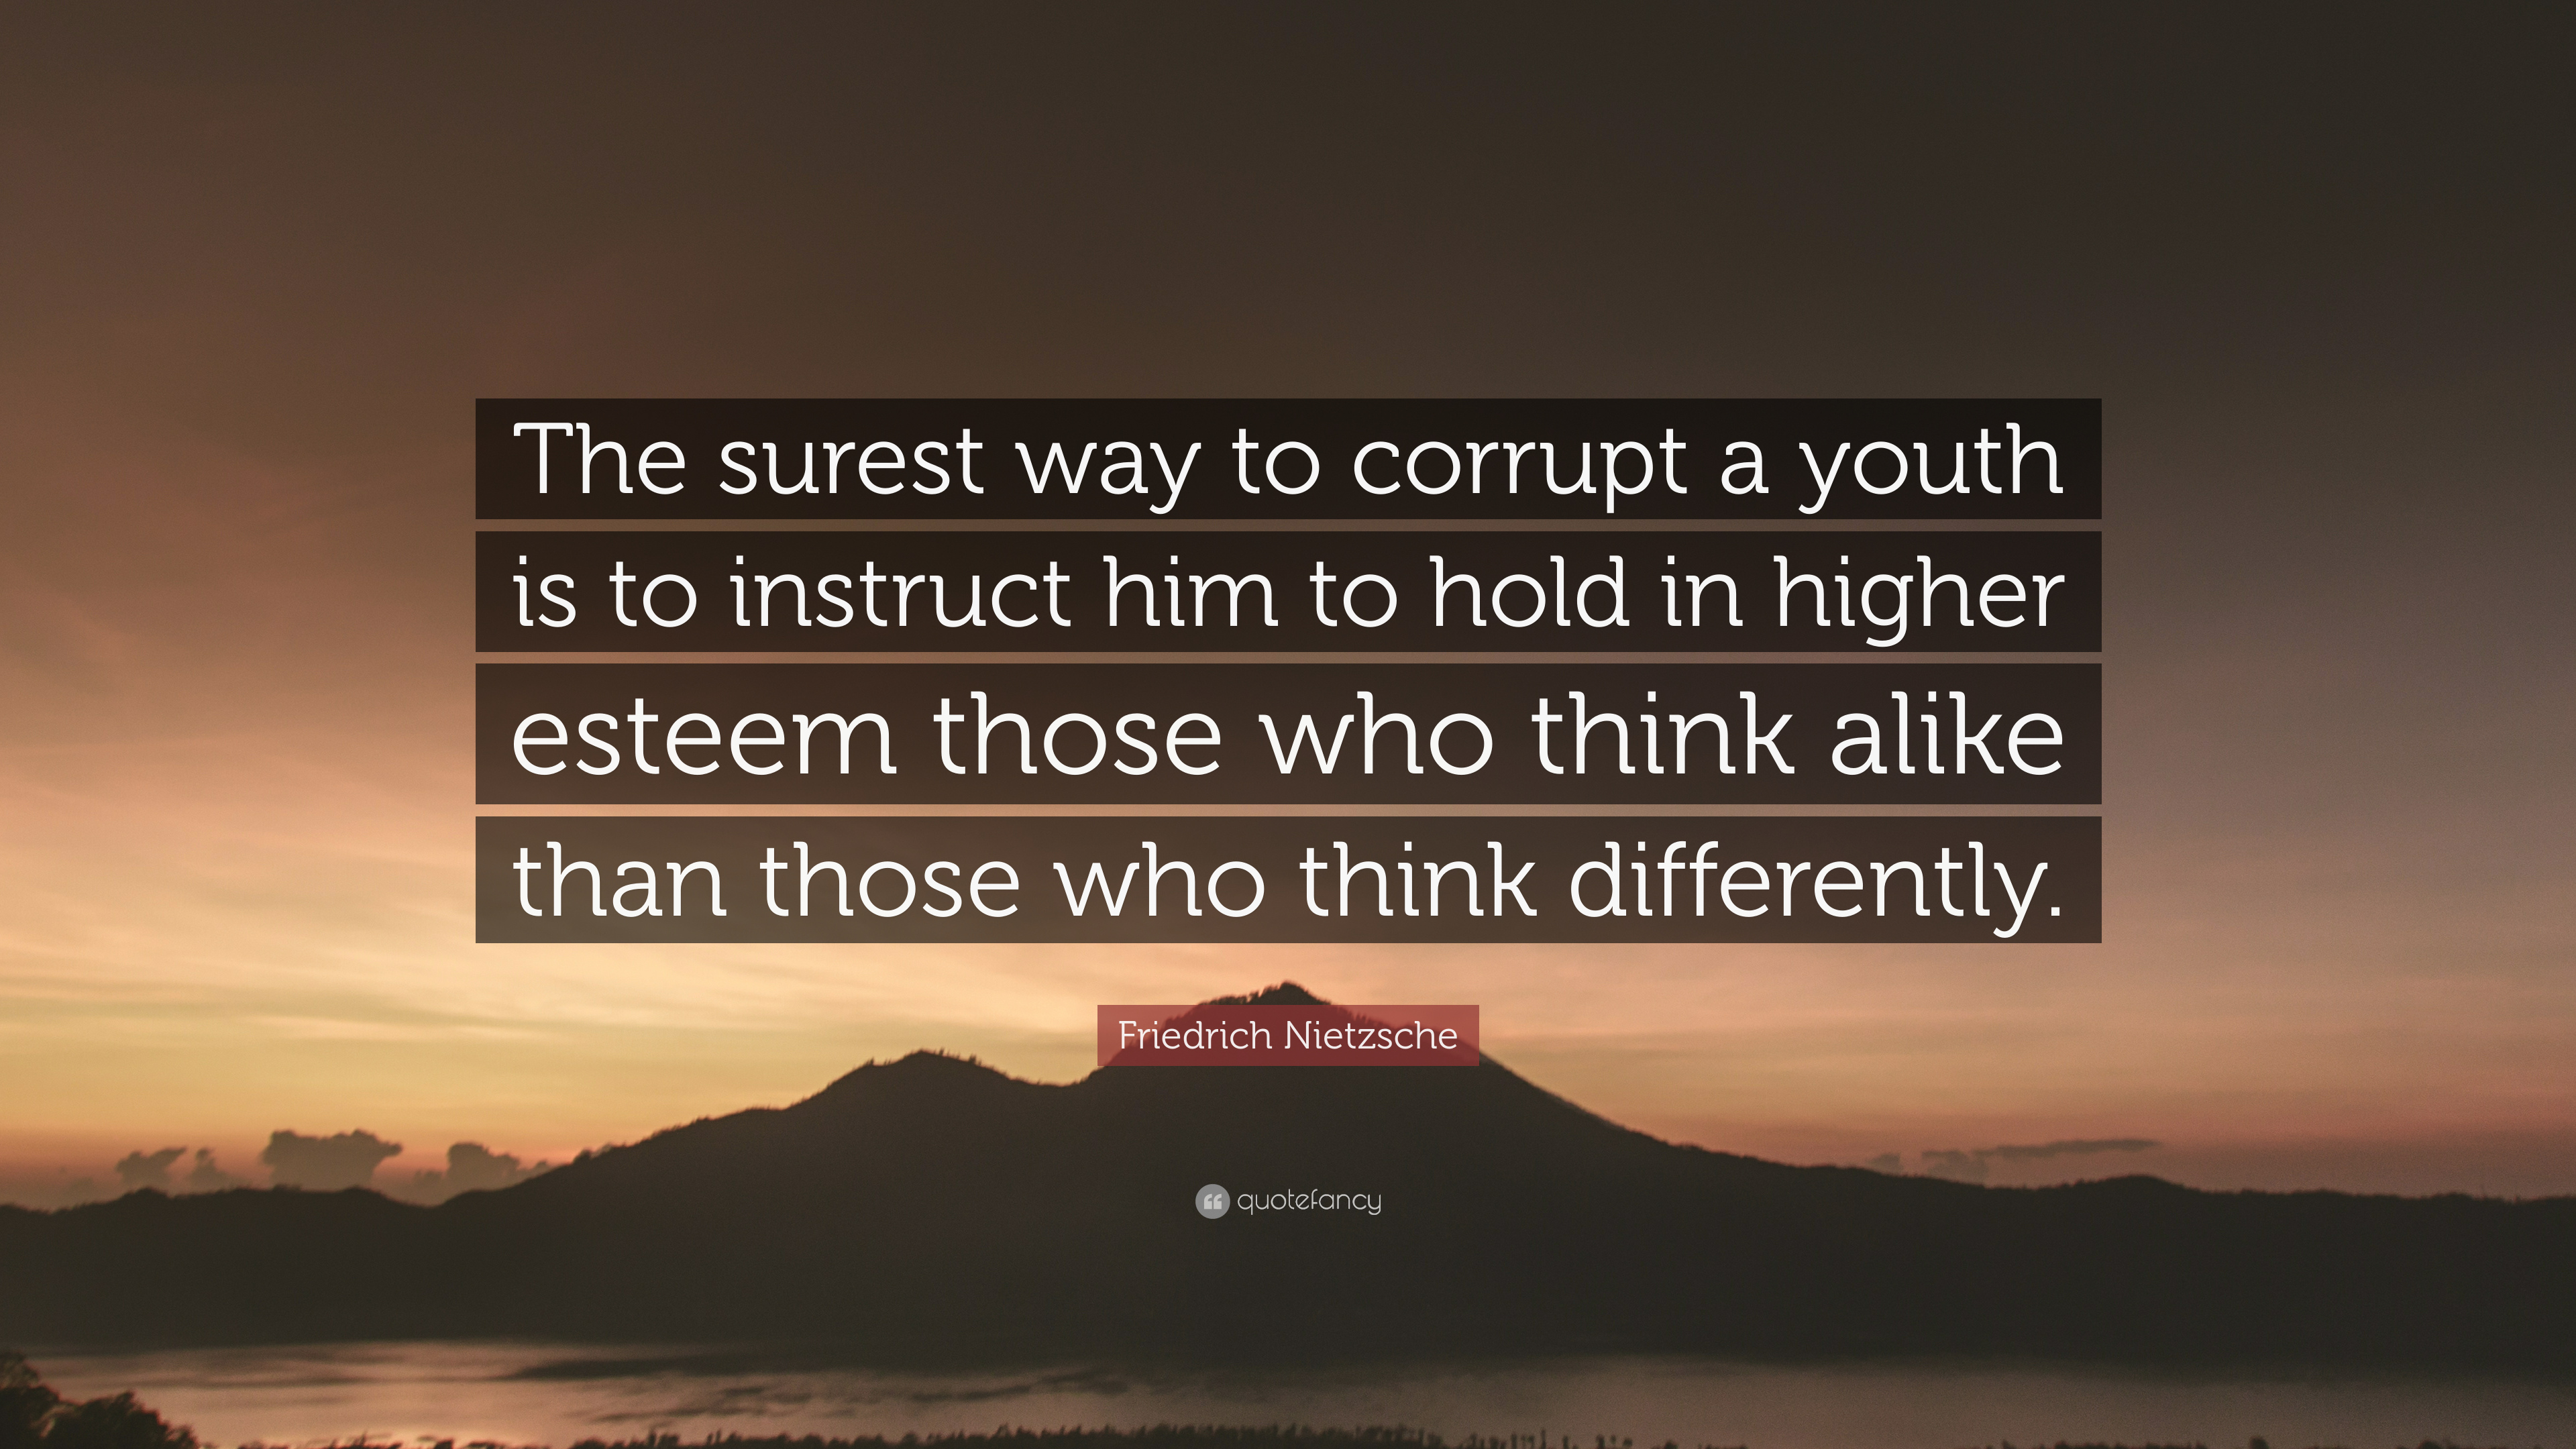 The surest way to corrupt a youth
is to instruct him to hold in higher
esteem those who think alike
than those who think differently.
Friedrich Nietzsche
quotefancy